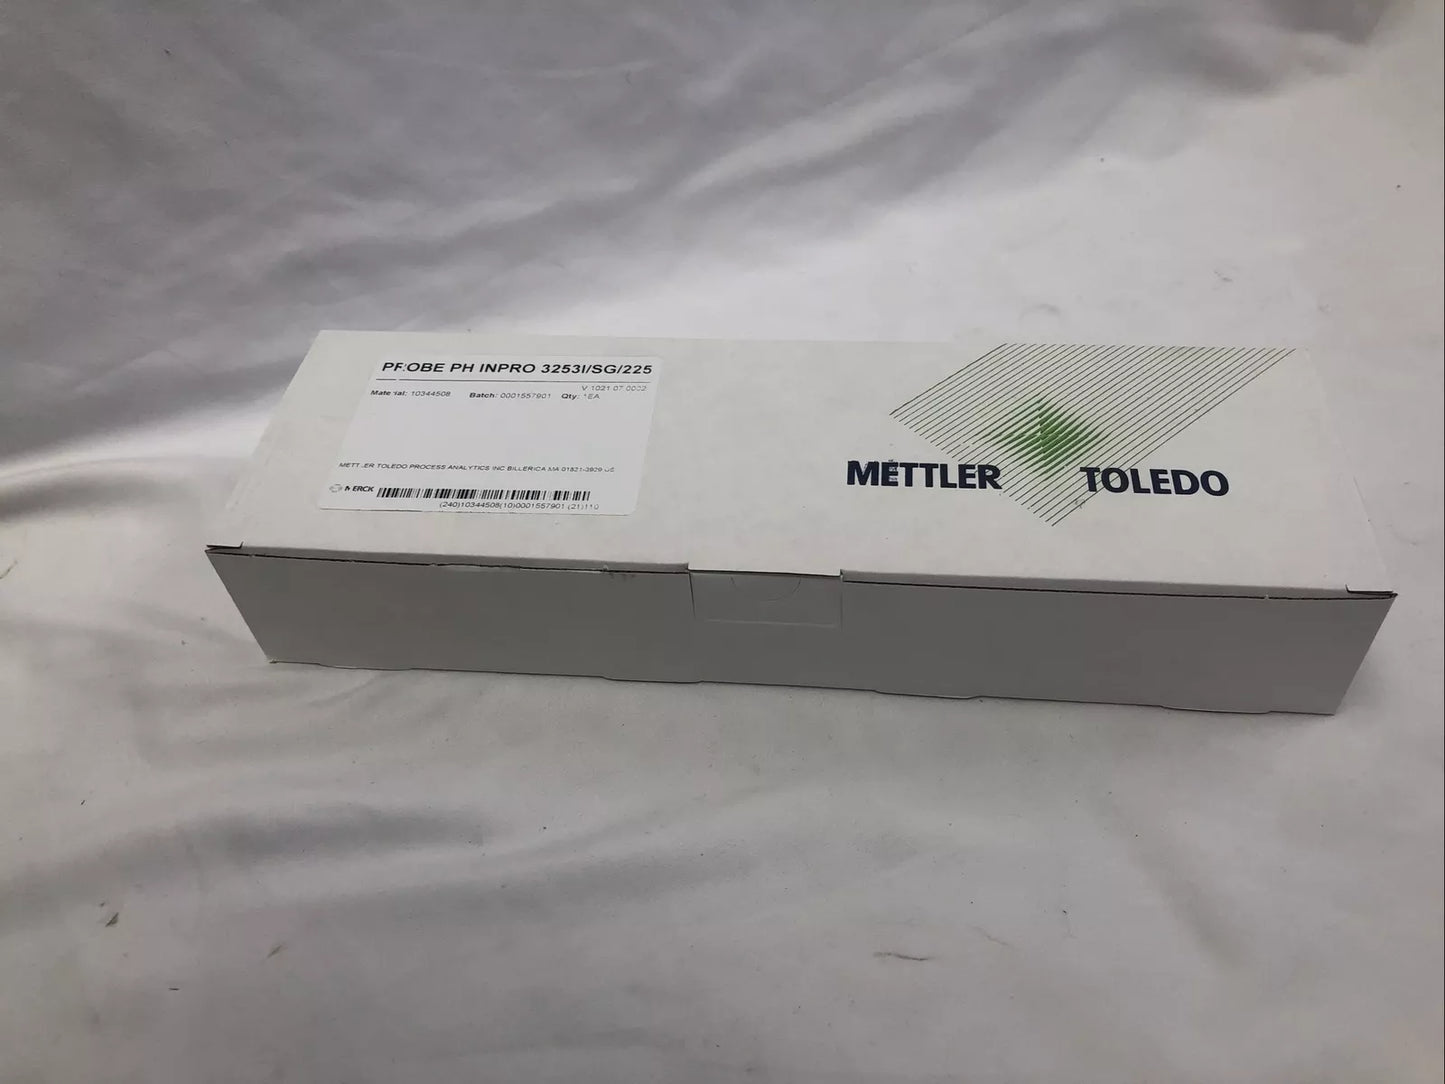 PROBE PH INPRO 3253I/SG/225
V 1021.07.0002
Material: 10344508 Batch: 0001557901 Qty: 1EA
METTLER TOLEDO PROCESS ANALYTICS INC BILLERICA MA 01821-3929 US
MERCK
(240)10344508(10)0001557901 (21)110
METTLER TOLEDO